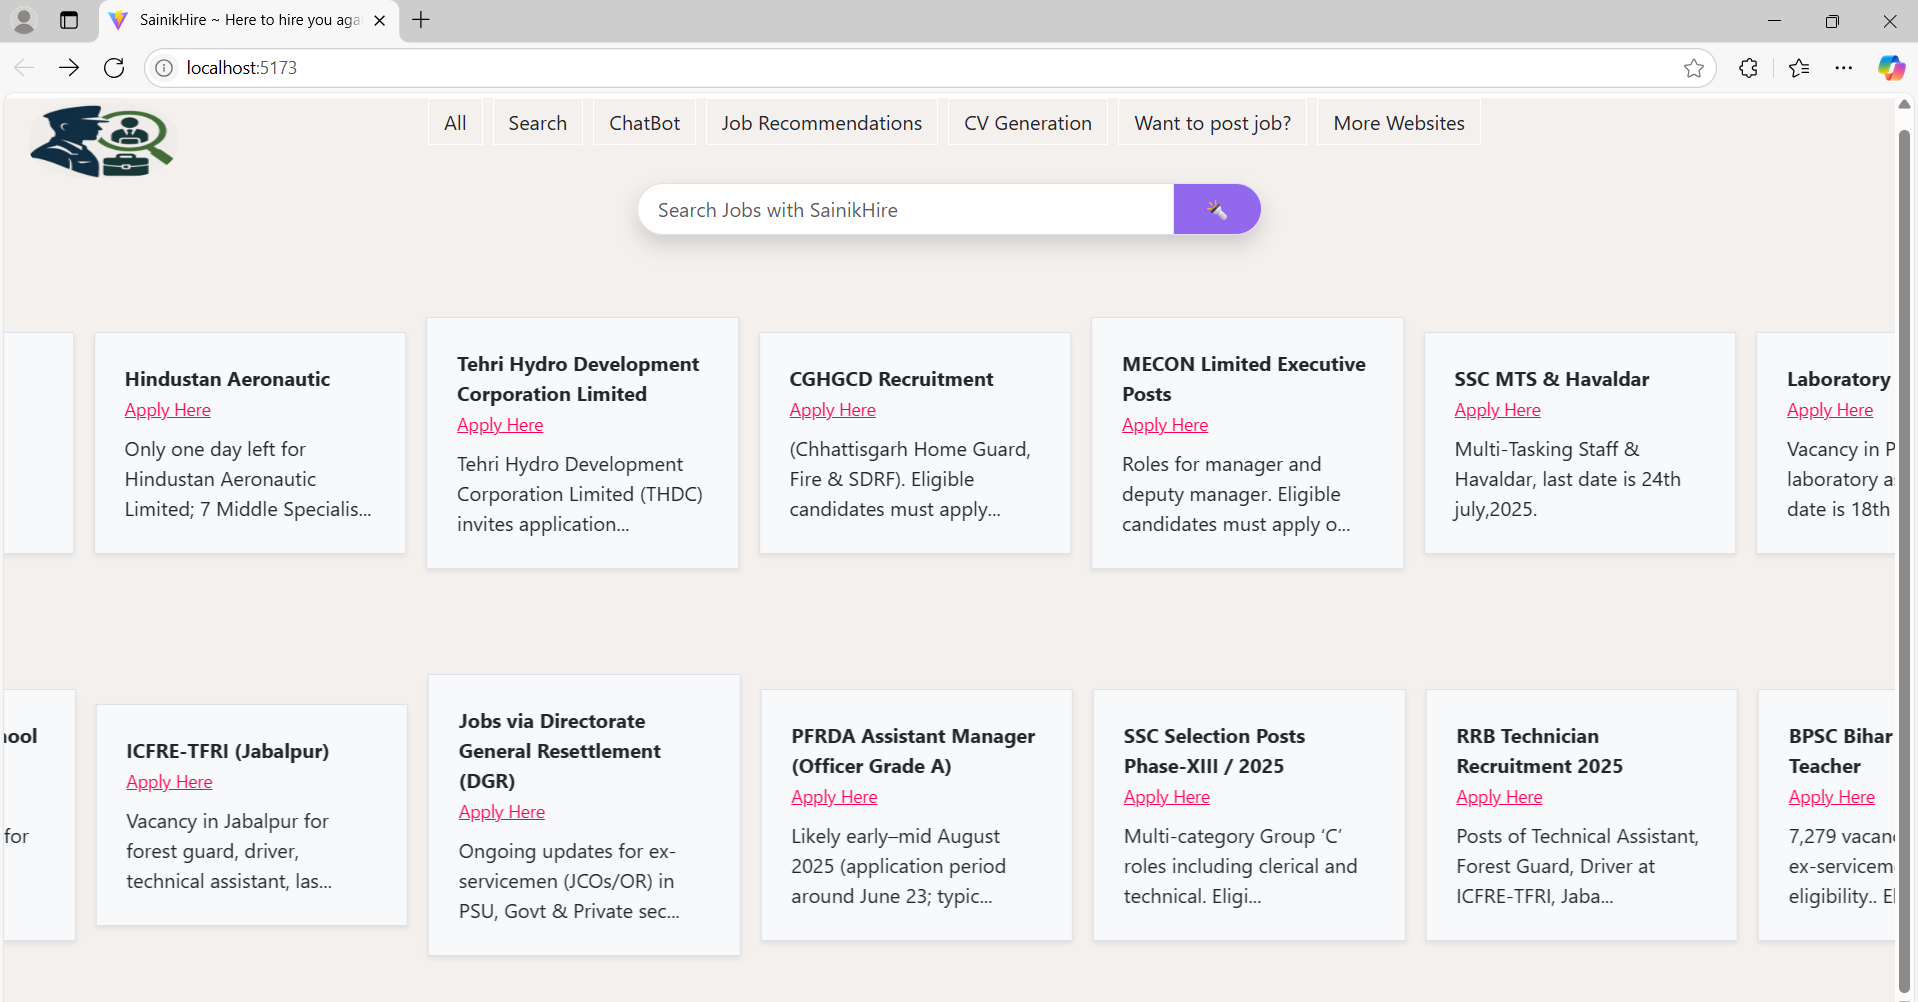 SainikHire ~ Here to hire you aga
localhost:5173
All Search ChatBot Job Recommendations CV Generation Want to post job? More Websites
Search Jobs with SainikHire
Hindustan Aeronautic
Apply Here
Only one day left for
Hindustan Aeronautic
Limited; 7 Middle Specialis...
Tehri Hydro Development
Corporation Limited
Apply Here
Tehri Hydro Development
Corporation Limited (THDC)
invites application...
CGHGCD Recruitment
Apply Here
(Chhattisgarh Home Guard,
Fire & SDRF). Eligible
candidates must apply...
MECON Limited Executive
Posts
Apply Here
Roles for manager and
deputy manager. Eligible
candidates must apply o...
SSC MTS & Havaldar
Apply Here
Multi-Tasking Staff &
Havaldar, last date is 24th
july,2025.
Laboratory
Apply Here
Vacancy in P
laboratory a
date is 18th
ool
for
ICFRE-TFRI (Jabalpur)
Apply Here
Vacancy in Jabalpur for
forest guard, driver,
technical assistant, las...
Jobs via Directorate
General Resettlement
(DGR)
Apply Here
Ongoing updates for ex-
servicemen (JCOs/OR) in
PSU, Govt & Private sec...
PFRDA Assistant Manager
(Officer Grade A)
Apply Here
Likely early–mid August
2025 (application period
around June 23; typic...
SSC Selection Posts
Phase-XIII / 2025
Apply Here
Multi-category Group ‘C’
roles including clerical and
technical. Eligi...
RRB Technician
Recruitment 2025
Apply Here
Posts of Technical Assistant,
Forest Guard, Driver at
ICFRE-TFRI, Jaba...
BPSC Bihar
Teacher
Apply Here
7,279 vacan
ex-servicem
eligibility.. El